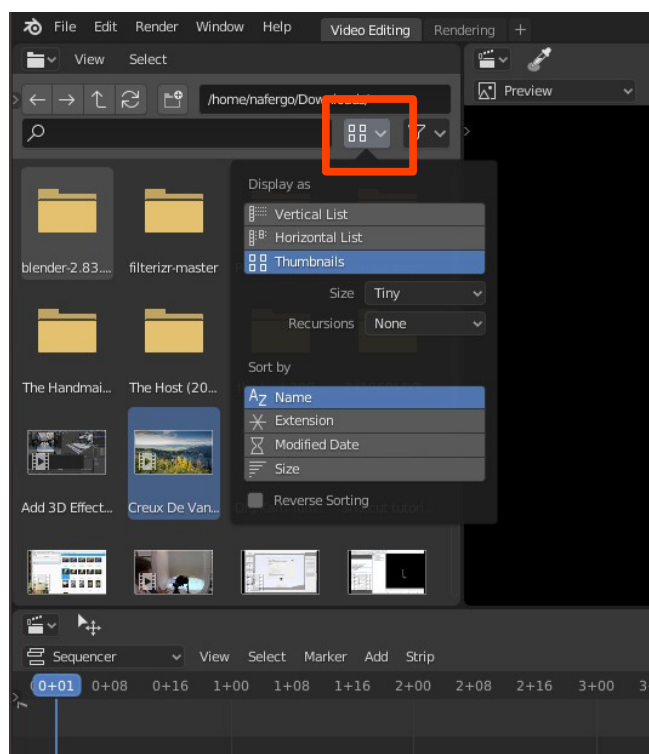 File Edit Render Window Help Video Editing Rendering +
View Select
/home/nafergo/Downloads/
Preview
Display as
Vertical List
Horizontal List
Thumbnails
blender-2.83.... filterizr-master
Size Tiny
Recursions None
Sort by
The Handmai... The Host (20...
Name
Extension
Modified Date
Size
Add 3D Effect... Creux De Van...
Reverse Sorting
Sequencer View Select Marker Add Strip
0+01 0+08 0+16 1+00 1+08 1+16 2+00 2+08 2+16 3+00 3